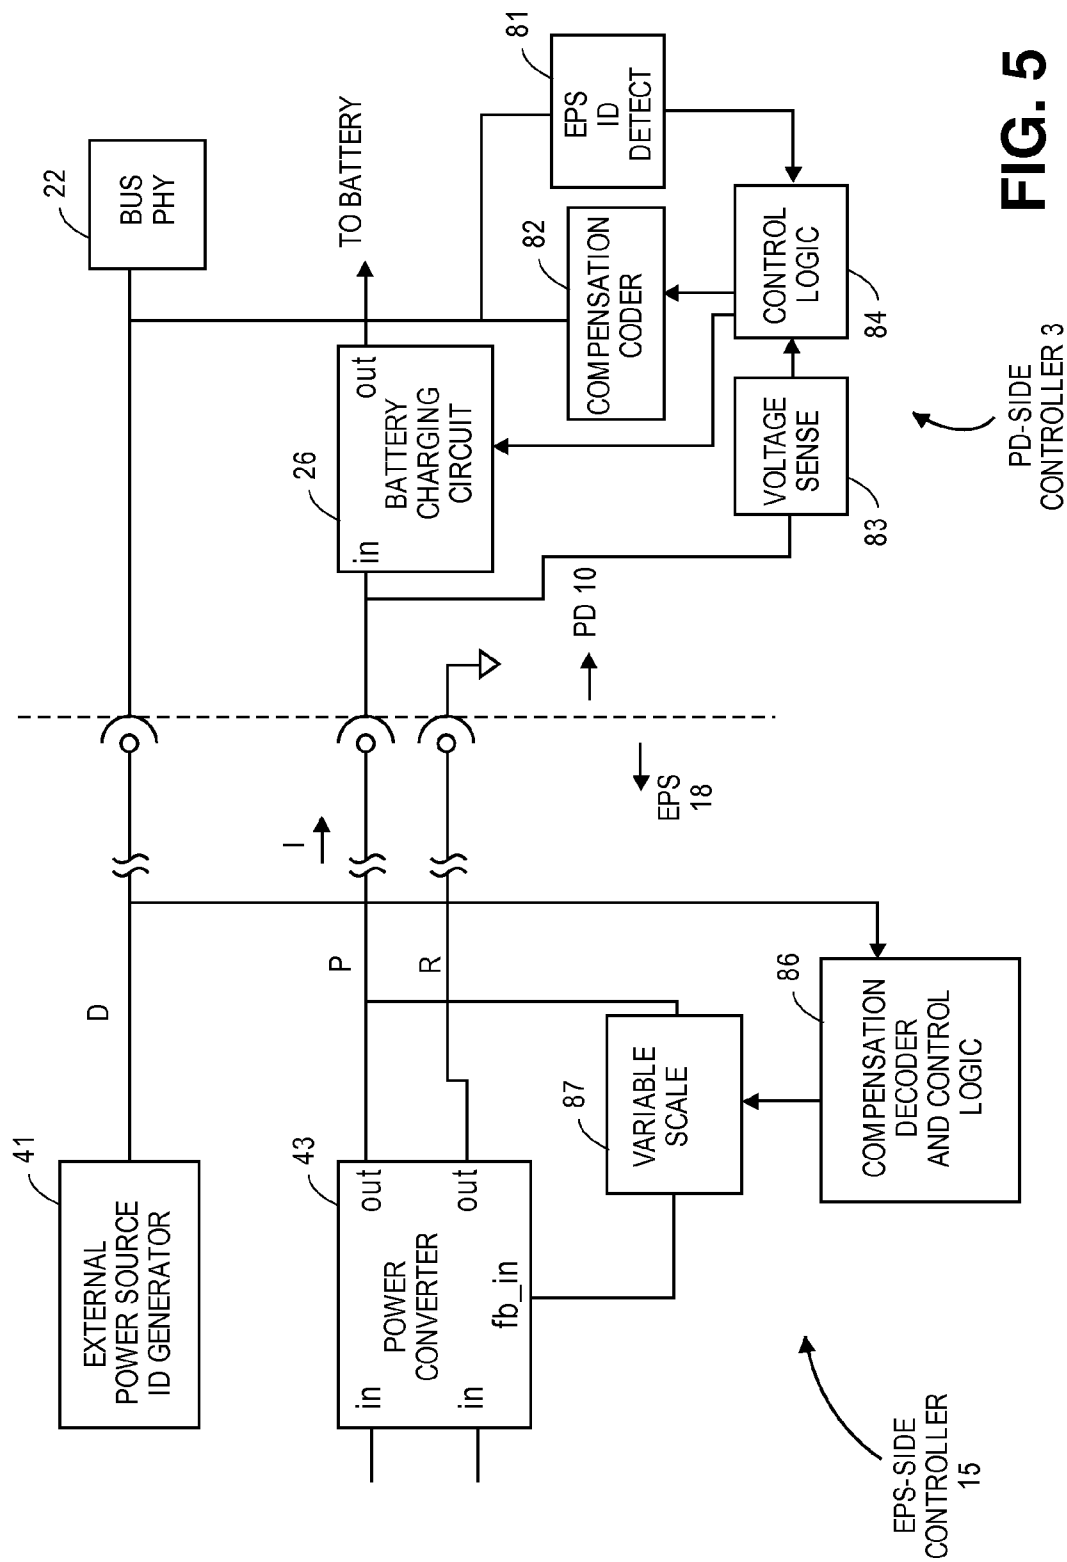 41
EXTERNAL
POWER SOURCE
ID GENERATOR
D
22
BUS
PHY
43
in
in
POWER
CONVERTER
out
out
fb_in
P
R
I
26
in
BATTERY
CHARGING
CIRCUIT
out
TO BATTERY
87
VARIABLE
SCALE
86
COMPENSATION
DECODER
AND CONTROL
LOGIC
EPS
18
PD 10
82
COMPENSATION
CODER
81
EPS
ID
DETECT
83
VOLTAGE
SENSE
84
CONTROL
LOGIC
EPS-SIDE
CONTROLLER
15
PD-SIDE
CONTROLLER 3
FIG. 5